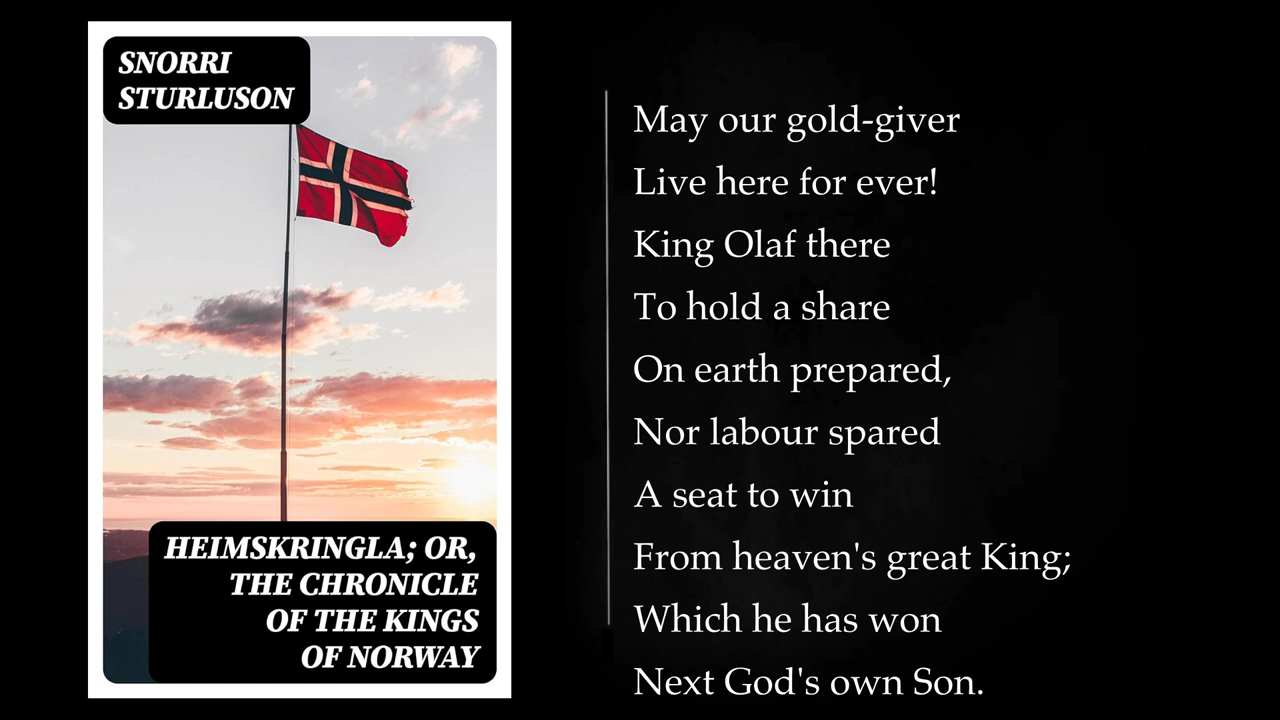 SNORRI
STURLUSON
HEIMSKRINGLA; OR,
THE CHRONICLE
OF THE KINGS
OF NORWAY
May our gold-giver
Live here for ever!
King Olaf there
To hold a share
On earth prepared,
Nor labour spared
A seat to win
From heaven's great King;
Which he has won
Next God's own Son.